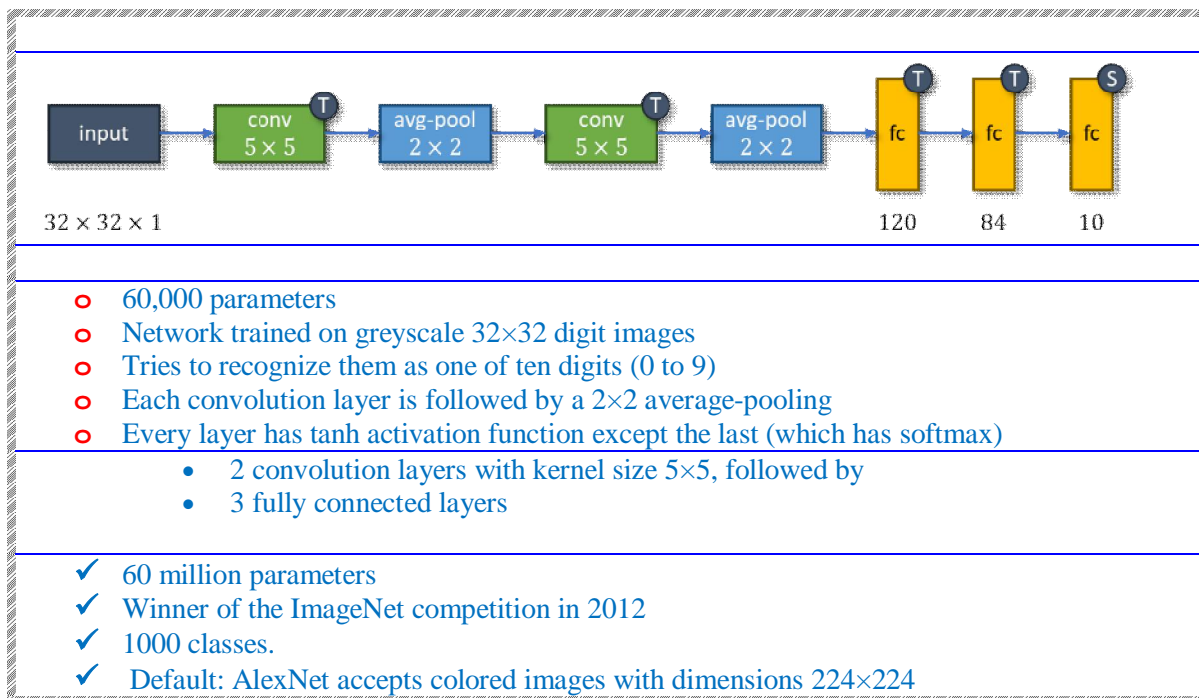 T T T T S
input conv avg-pool conv avg-pool fc fc fc
5 × 5 2 × 2 5 × 5 2 × 2
32 × 32 × 1 120 84 10
o 60,000 parameters
o Network trained on greyscale 32×32 digit images
o Tries to recognize them as one of ten digits (0 to 9)
o Each convolution layer is followed by a 2×2 average-pooling
o Every layer has tanh activation function except the last (which has softmax)
• 2 convolution layers with kernel size 5×5, followed by
• 3 fully connected layers
✓ 60 million parameters
✓ Winner of the ImageNet competition in 2012
✓ 1000 classes.
✓ Default: AlexNet accepts colored images with dimensions 224×224